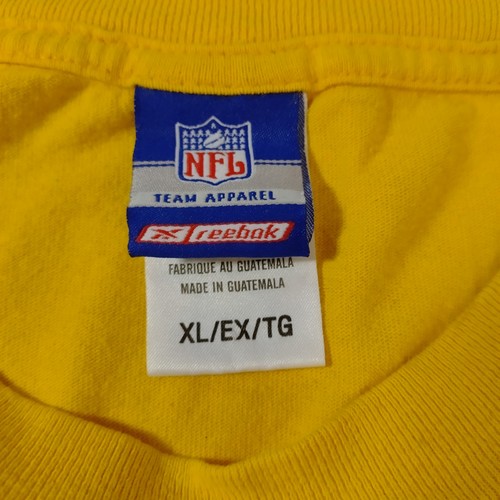 NFL
TEAM APPAREL
Reebok
FABRIQUE AU GUATEMALA
MADE IN GUATEMALA
XL/EX/TG